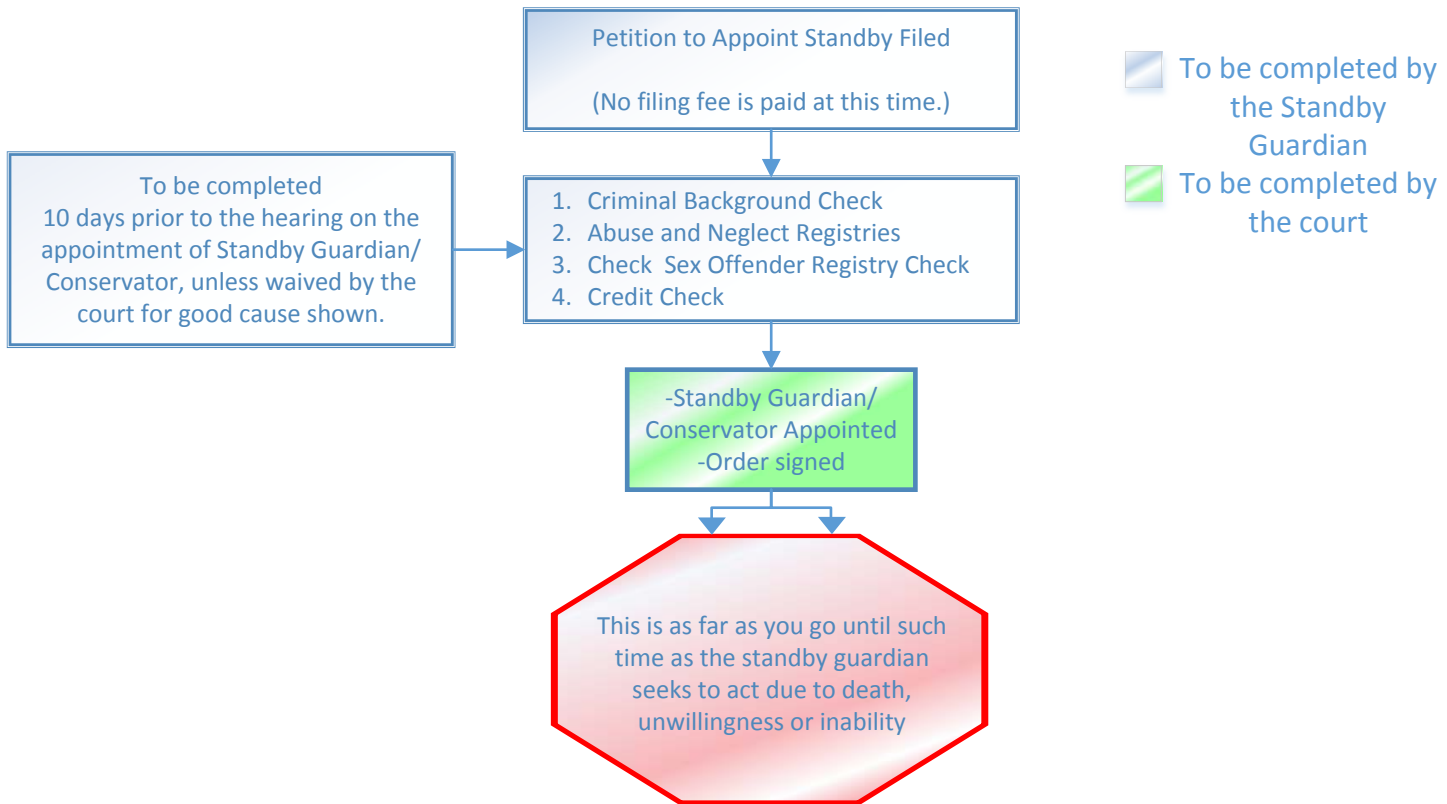 Petition to Appoint Standby Filed
(No filing fee is paid at this time.)
To be completed by
the Standby
Guardian
To be completed by
the court
To be completed
10 days prior to the hearing on the
appointment of Standby Guardian/
Conservator, unless waived by the
court for good cause shown.
1. Criminal Background Check
2. Abuse and Neglect Registries
3. Check Sex Offender Registry Check
4. Credit Check
-Standby Guardian/
Conservator Appointed
-Order signed
This is as far as you go until such
time as the standby guardian
seeks to act due to death,
unwillingness or inability